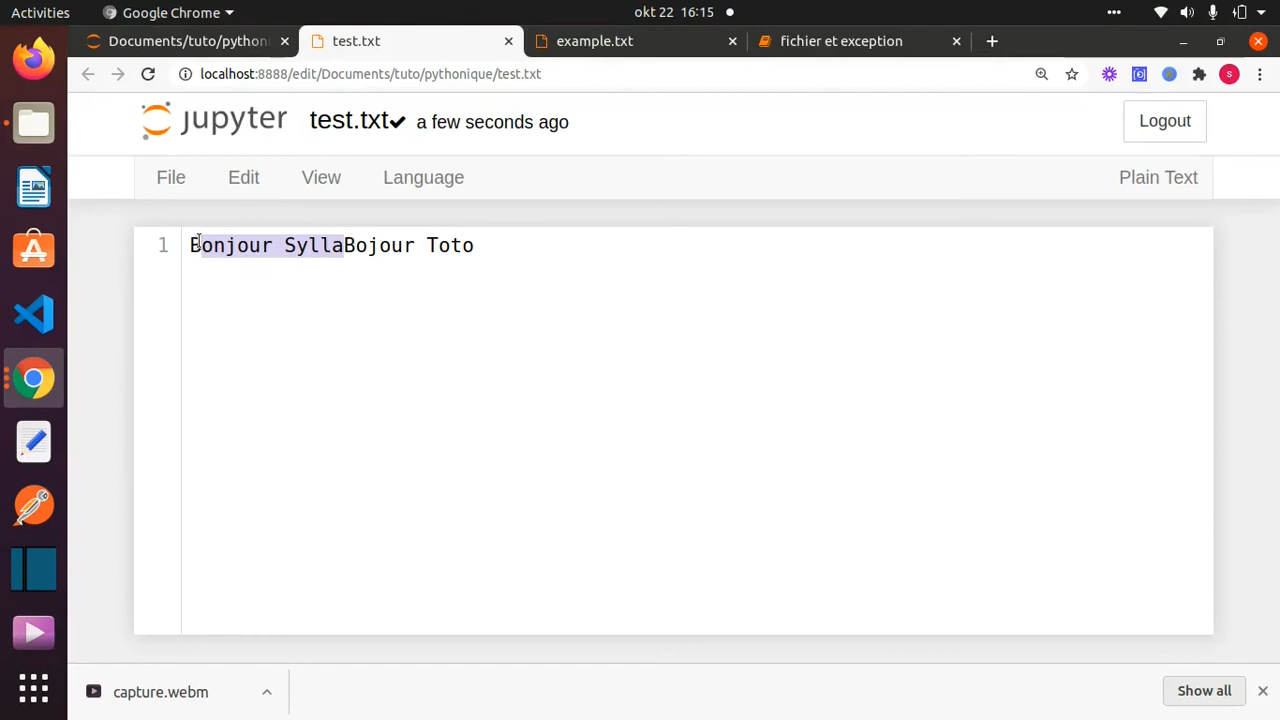 Activities Google Chrome okt 22 16:15
Documents/tuto/python test.txt example.txt fichier et exception
localhost:8888/edit/Documents/tuto/pythonique/test.txt S
jupyter test.txt a few seconds ago Logout
File Edit View Language Plain Text
1 Bonjour SyllaBojour Toto
capture.webm Show all